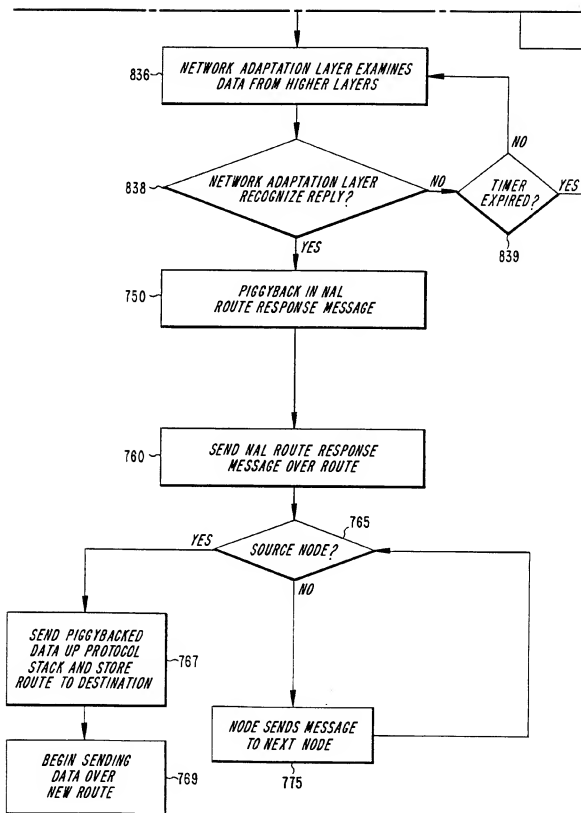 836
NETWORK ADAPTATION LAYER EXAMINES
DATA FROM HIGHER LAYERS
NO
838
NETWORK ADAPTATION LAYER
RECOGNIZE REPLY?
NO
TIMER
EXPIRED?
YES
839
YES
750
PIGGYBACK IN NAL
ROUTE RESPONSE MESSAGE
760
SEND NAL ROUTE RESPONSE
MESSAGE OVER ROUTE
765
YES
SOURCE NODE?
NO
SEND PIGGYBACKED
DATA UP PROTOCOL
STACK AND STORE
ROUTE TO DESTINATION
767
NODE SENDS MESSAGE
TO NEXT NODE
775
BEGIN SENDING
DATA OVER
NEW ROUTE
769